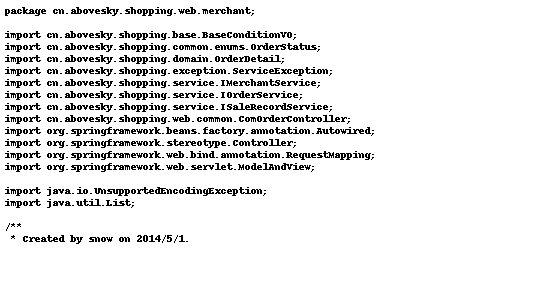 package cn.abovesky.shopping.web.merchant;
import cn.abovesky.shopping.base.BaseConditionVO;
import cn.abovesky.shopping.common.enums.OrderStatus;
import cn.abovesky.shopping.domain.OrderDetail;
import cn.abovesky.shopping.exception.ServiceException;
import cn.abovesky.shopping.service.IMerchantService;
import cn.abovesky.shopping.service.IOrderService;
import cn.abovesky.shopping.service.ISaleRecordService;
import cn.abovesky.shopping.web.common.ComOrderController;
import org.springframework.beans.factory.annotation.Autowired;
import org.springframework.stereotype.Controller;
import org.springframework.web.bind.annotation.RequestMapping;
import org.springframework.web.servlet.ModelAndView;
import java.io.UnsupportedEncodingException;
import java.util.List;
/**
* Created by snow on 2014/5/1.